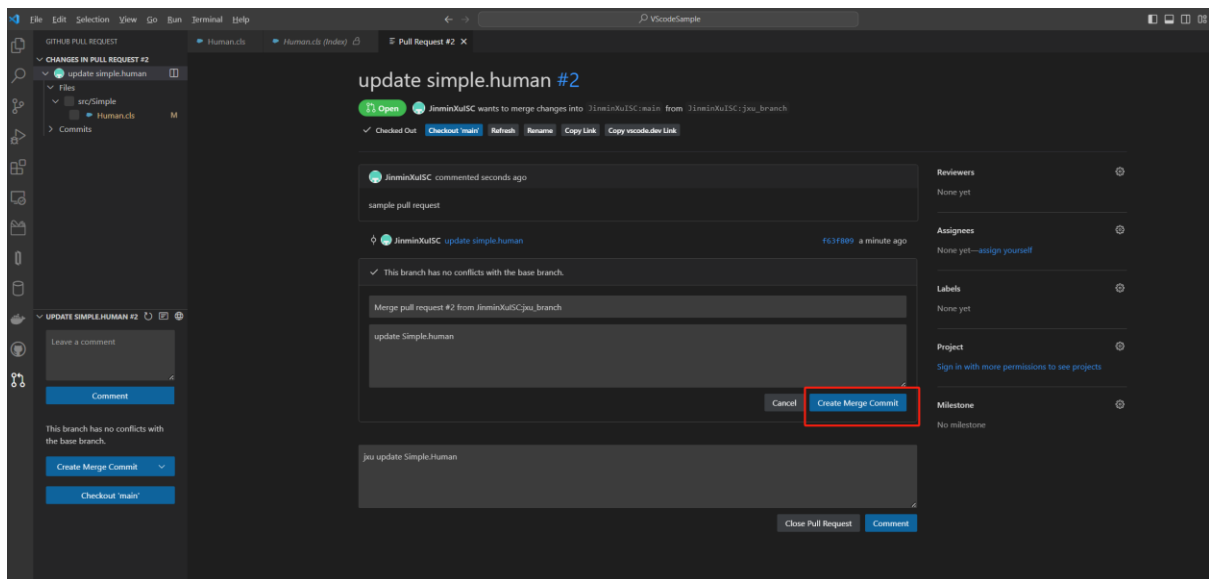 File Edit Selection View Go Run Terminal Help
VScodeSample
GITHUB PULL REQUEST
Human.cls
Human.cls (Index)
Pull Request #2
CHANGES IN PULL REQUEST #2
update simple.human
Files
src/Simple
Human.cls M
Commits
update simple.human #2
Open JinminXuISC wants to merge changes into JinminXuISC:main from JinminXuISC:jxu_branch
Checked Out Checkout 'main' Refresh Rename Copy Link Copy vscode.dev Link
JinminXuISC commented seconds ago
sample pull request
JinminXuISC update simple.human f63f809 a minute ago
This branch has no conflicts with the base branch.
Merge pull request #2 from JinminXuISC:jxu_branch
update Simple.human
Cancel Create Merge Commit
jxu update Simple.Human
Close Pull Request Comment
Reviewers
None yet
Assignees
None yet—assign yourself
Labels
None yet
Project
Sign in with more permissions to see projects
Milestone
No milestone
UPDATE SIMPLE.HUMAN #2
Leave a comment
Comment
This branch has no conflicts with
the base branch.
Create Merge Commit
Checkout 'main'